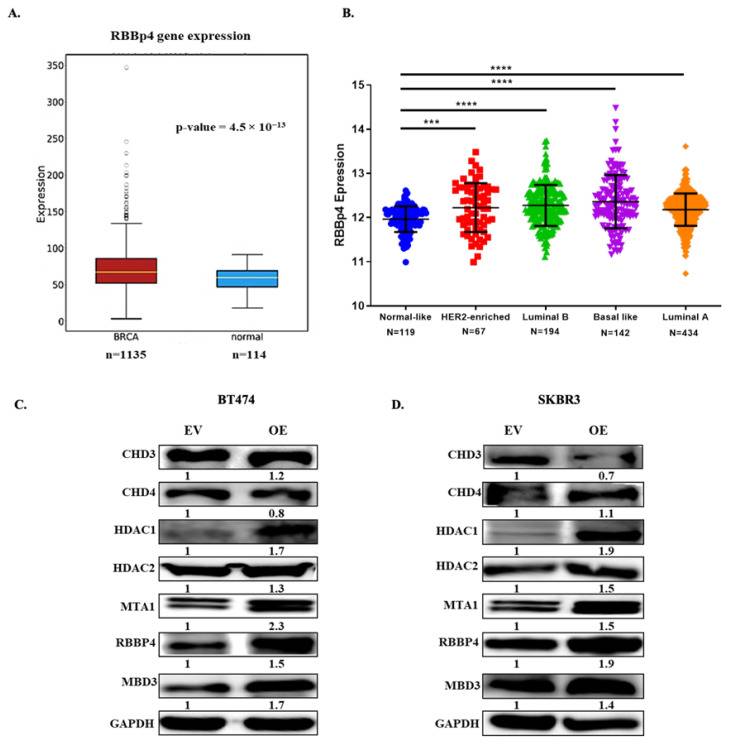 A.
RBBp4 gene expression
Expression
350
300
250
200
150
100
50
0
p-value = 4.5 × 10⁻¹³
BRCA normal
n=1135 n=114
B.
RBBp4 Epression
15
14
13
12
11
10
****
****
****
***
Normal-like HER2-enriched Luminal B Basal like Luminal A
N=119 N=67 N=194 N=142 N=434
C.
BT474
EV OE
CHD3
1 1.2
CHD4
1 0.8
HDAC1
1 1.7
HDAC2
1 1.3
MTA1
1 2.3
RBBP4
1 1.5
MBD3
1 1.7
GAPDH
D.
SKBR3
EV OE
CHD3
1 0.7
CHD4
1 1.1
HDAC1
1 1.9
HDAC2
1 1.5
MTA1
1 1.5
RBBP4
1 1.9
MBD3
1 1.4
GAPDH